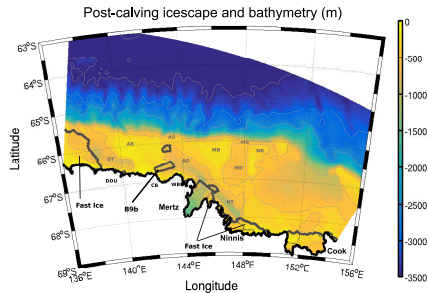 Post-calving icescape and bathymetry (m)
63°S
64°S
65°S
66°S
67°S
68°S
69°S
Latitude
136°E
140°E
144°E
148°E
152°E
156°E
Longitude
AB
AS
DT
AD
MB
MA
NB
MD
NT
DDU
CB
WB
Fast Ice
B9b
Mertz
Fast Ice
Ninnis
Cook
0
-500
-1000
-1500
-2000
-2500
-3000
-3500